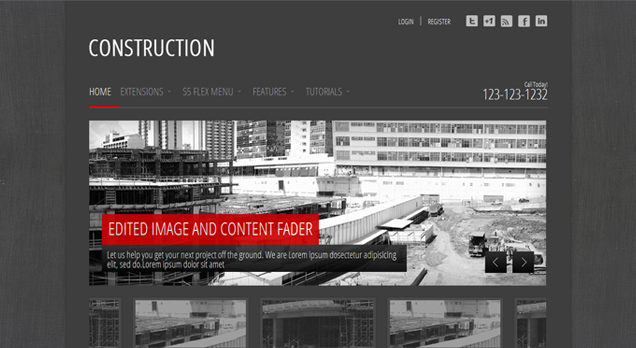 LOGIN REGISTER
CONSTRUCTION
HOME EXTENSIONS S5 FLEX MENU FEATURES TUTORIALS
Call Today!
123-123-1232
EDITED IMAGE AND CONTENT FADER
Let us help you get your next project off the ground. We are Lorem ipsum dosectetur adipisicing
elit, sed do.Lorem ipsum dolor sit amet